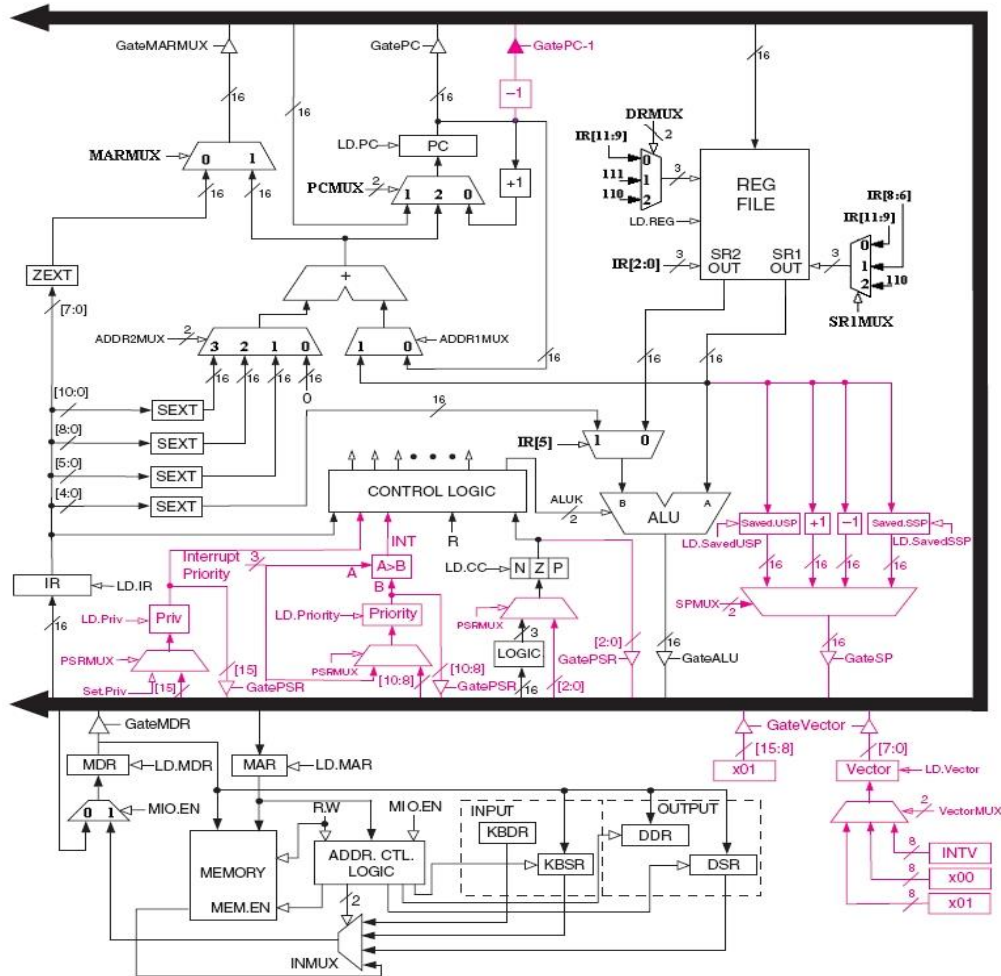 GateMARMUX
GatePC
GatePC-1
16
16
16
16
−1
MARMUX
0 1
16
16
LD.PC
PC
PCMUX
2
1 2 0
+1
DRMUX
2
IR[11:9]
111
110
0
1
2
3
LD.REG
REG
FILE
IR[2:0]
3
SR2
OUT
SR1
OUT
IR[8:6]
IR[11:9]
3
0
1
2
110
SR1MUX
ZEXT
[7:0]
+
ADDR2MUX
2
3 2 1 0
16
16
16
16
0
1 0
ADDR1MUX
16
16
16
[10:0]
SEXT
[8:0]
SEXT
[5:0]
SEXT
[4:0]
SEXT
16
IR[5]
1 0
CONTROL LOGIC
ALUK
2
B A
ALU
R
INT
Interrupt
Priority
3
A
A>B
B
LD.CC
N Z P
IR
LD.IR
16
LD.Priv
Priv
LD.Priority
Priority
PSRMUX
PSRMUX
PSRMUX
3
LOGIC
16
Set.Priv
[15]
[15]
GatePSR
[10:8]
[10:8]
GatePSR
[2:0]
[2:0]
GatePSR
16
GateALU
Saved.USP
+1
−1
Saved.SSP
LD.SavedUSP
LD.SavedSSP
16
16
16
16
SPMUX
2
16
GateSP
GateMDR
MDR
LD.MDR
0 1
MIO.EN
MAR
LD.MAR
R.W
MIO.EN
MEMORY
MEM.EN
ADDR. CTL.
LOGIC
2
INMUX
INPUT
KBDR
KBSR
OUTPUT
DDR
DSR
GateVector
[15:8]
x01
[7:0]
Vector
LD.Vector
2
VectorMUX
8
INTV
8
x00
8
x01